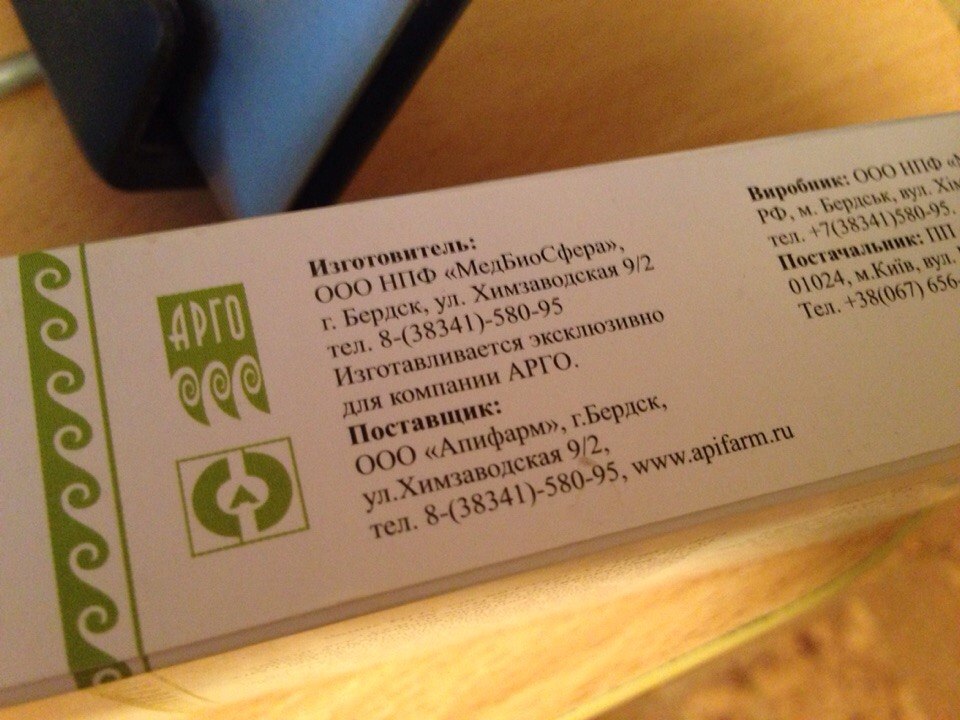 АРГО
Изготовитель:
ООО НПФ «МедБиоСфера»,
г. Бердск, ул. Химзаводская 9/2
тел. 8-(38341)-580-95
Изготавливается эксклюзивно
для компании АРГО.
Поставщик:
ООО «Апифарм», г.Бердск,
ул.Химзаводская 9/2,
тел. 8-(38341)-580-95, www.apifarm.ru
Виробник: ООО НПФ
РФ, м. Бердськ, вул.
тел. +7(38341)580-95.
Постачальник: ПП
01024, м.Київ, вул.
Тел. +38(067) 656-